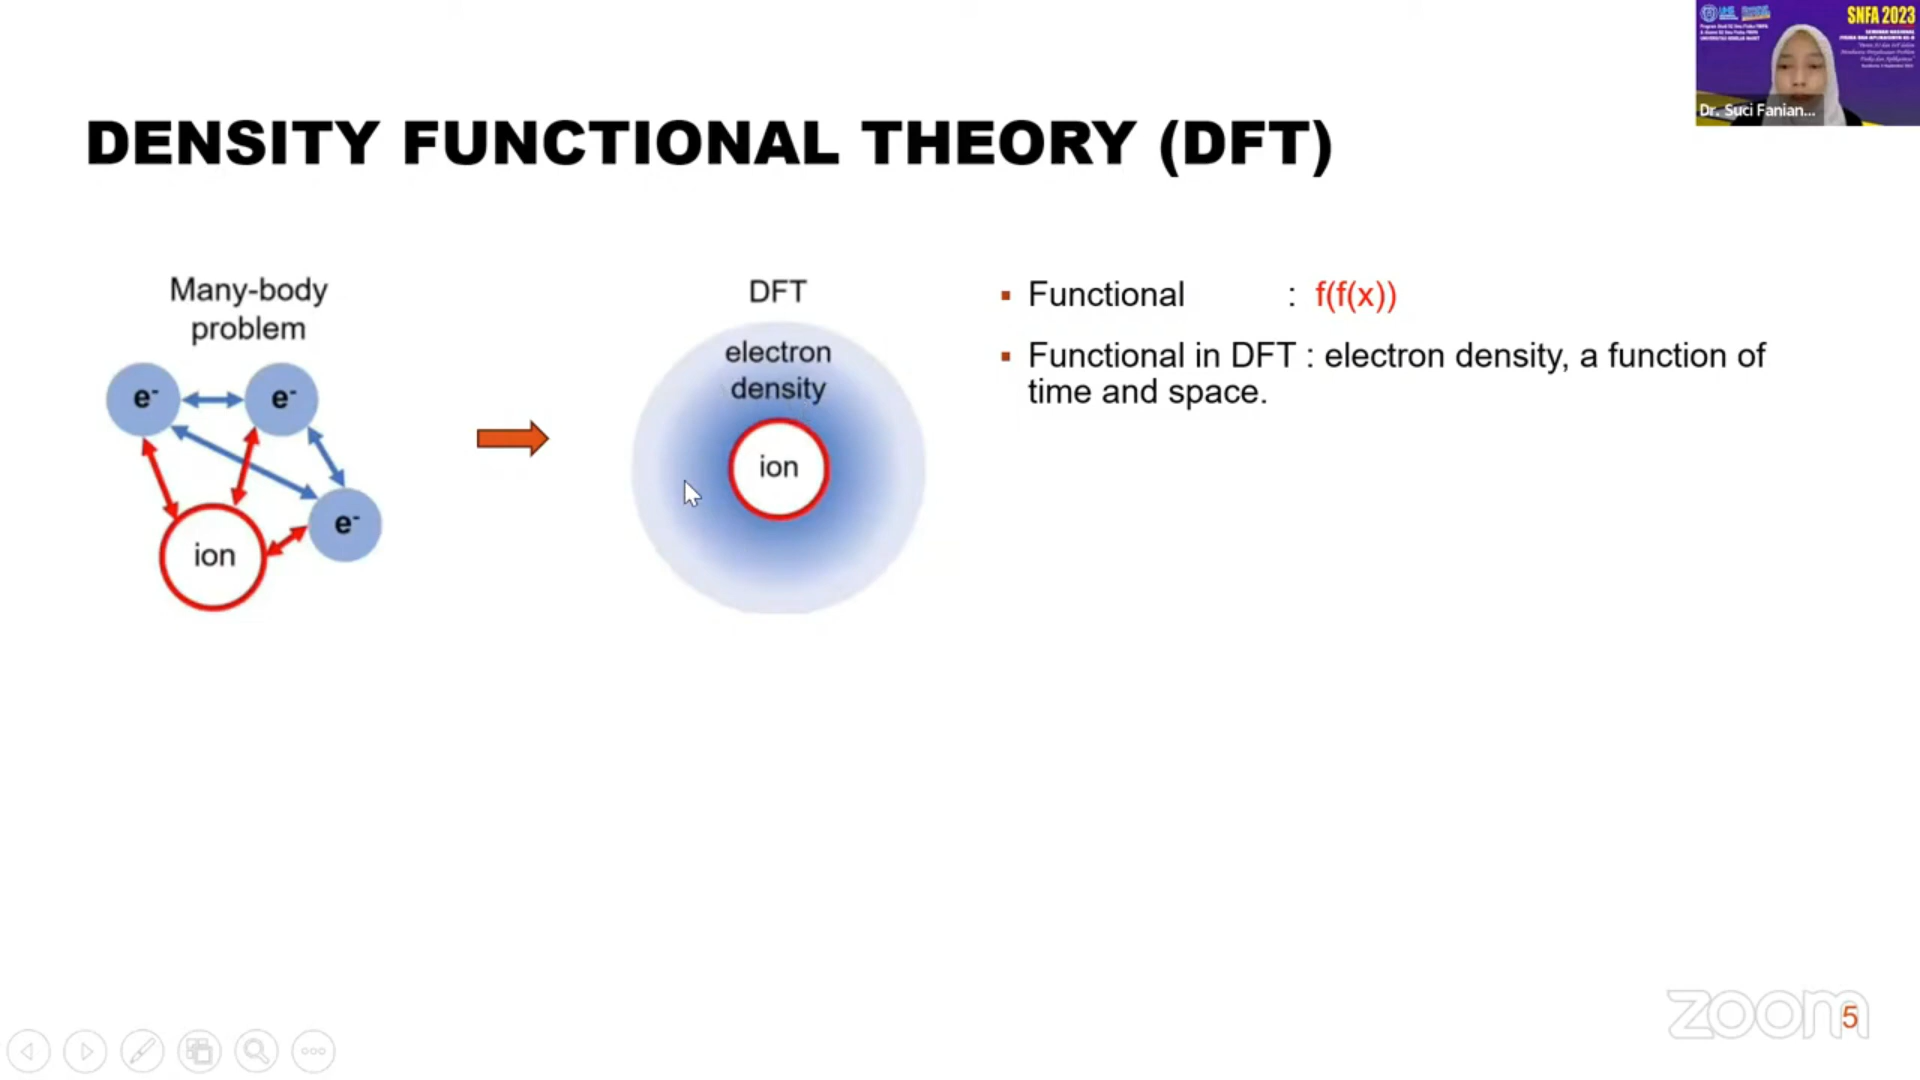 SNFA 2023
Dr. Suci Fanian...
DENSITY FUNCTIONAL THEORY (DFT)
Many-body
problem
e-
e-
e-
ion
DFT
electron
density
ion
Functional : f(f(x))
Functional in DFT : electron density, a function of
time and space.
zoom
5